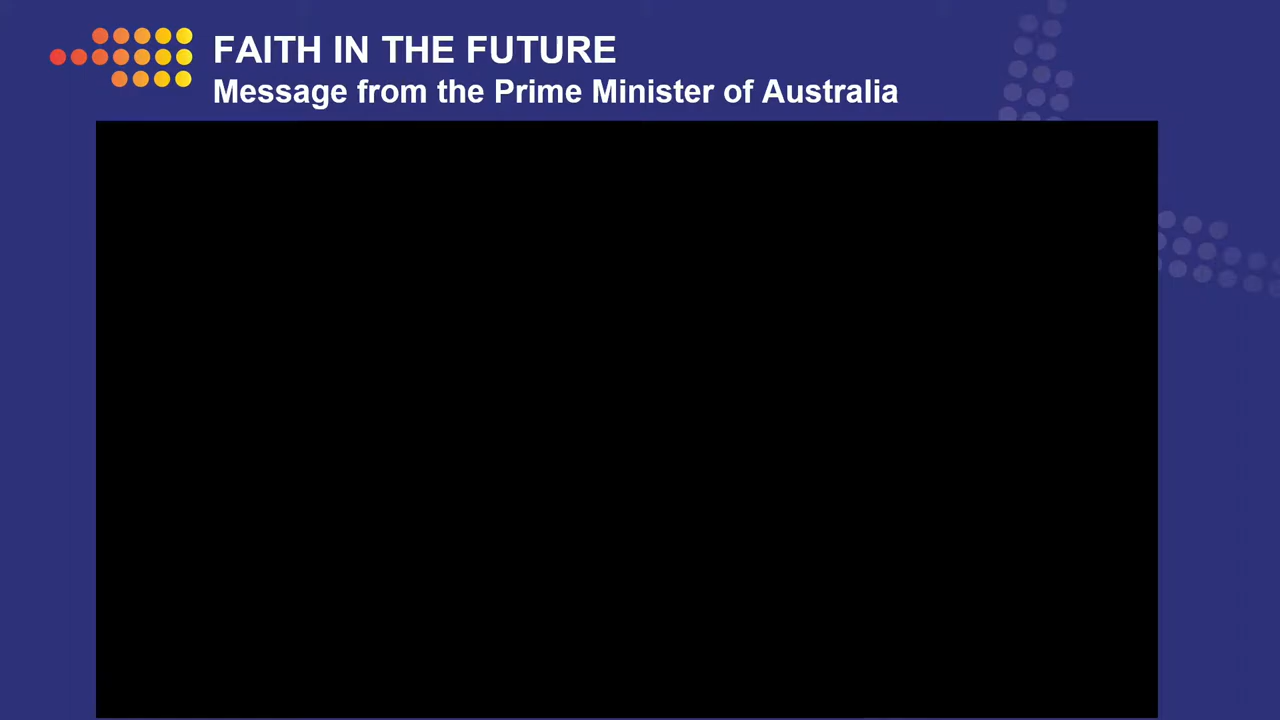 FAITH IN THE FUTURE
Message from the Prime Minister of Australia